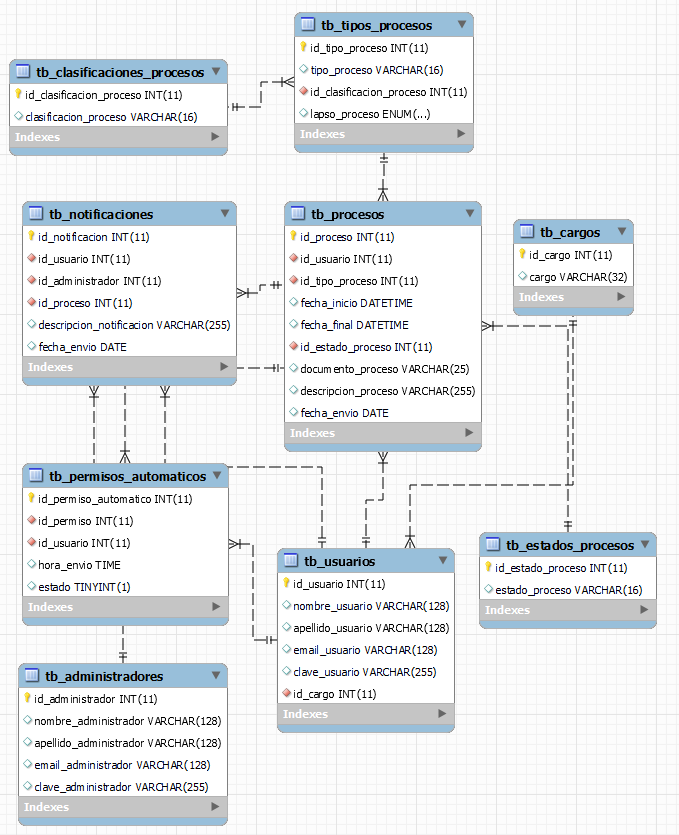 tb_tipos_procesos
id_tipo_proceso INT(11)
tipo_proceso VARCHAR(16)
id_clasificacion_proceso INT(11)
lapso_proceso ENUM(...)
Indexes
tb_clasificaciones_procesos
id_clasificacion_proceso INT(11)
clasificacion_proceso VARCHAR(16)
Indexes
tb_notificaciones
id_notificacion INT(11)
id_usuario INT(11)
id_administrador INT(11)
id_proceso INT(11)
descripcion_notificacion VARCHAR(255)
fecha_envio DATE
Indexes
tb_procesos
id_proceso INT(11)
id_usuario INT(11)
id_tipo_proceso INT(11)
fecha_inicio DATETIME
fecha_final DATETIME
id_estado_proceso INT(11)
documento_proceso VARCHAR(25)
descripcion_proceso VARCHAR(255)
fecha_envio DATE
Indexes
tb_cargos
id_cargo INT(11)
cargo VARCHAR(32)
Indexes
tb_permisos_automaticos
id_permiso_automatico INT(11)
id_permiso INT(11)
id_usuario INT(11)
hora_envio TIME
estado TINYINT(1)
Indexes
tb_usuarios
id_usuario INT(11)
nombre_usuario VARCHAR(128)
apellido_usuario VARCHAR(128)
email_usuario VARCHAR(128)
clave_usuario VARCHAR(255)
id_cargo INT(11)
Indexes
tb_estados_procesos
id_estado_proceso INT(11)
estado_proceso VARCHAR(16)
Indexes
tb_administradores
id_administrador INT(11)
nombre_administrador VARCHAR(128)
apellido_administrador VARCHAR(128)
email_administrador VARCHAR(128)
clave_administrador VARCHAR(255)
Indexes